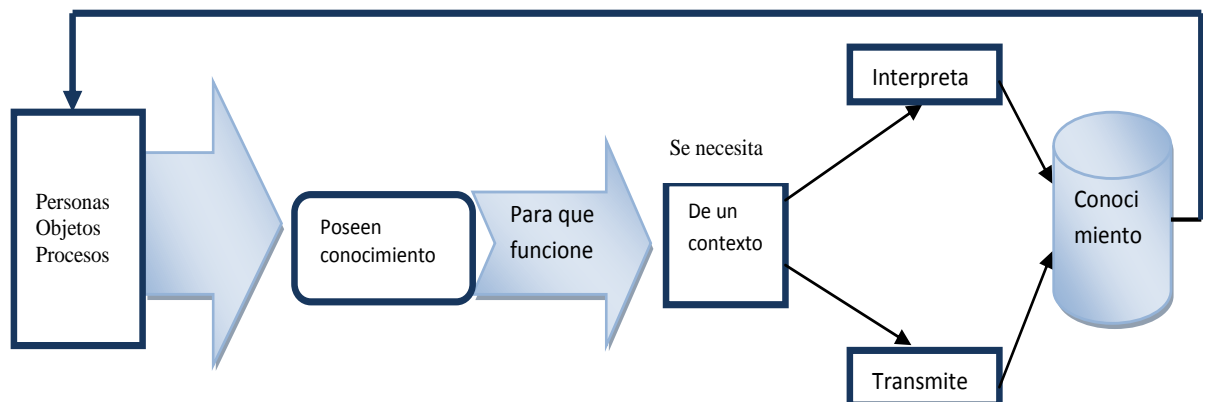 Personas
Objetos
Procesos
Poseen
conocimiento
Para que
funcione
Se necesita
De un
contexto
Interpreta
Transmite
Conoci
miento